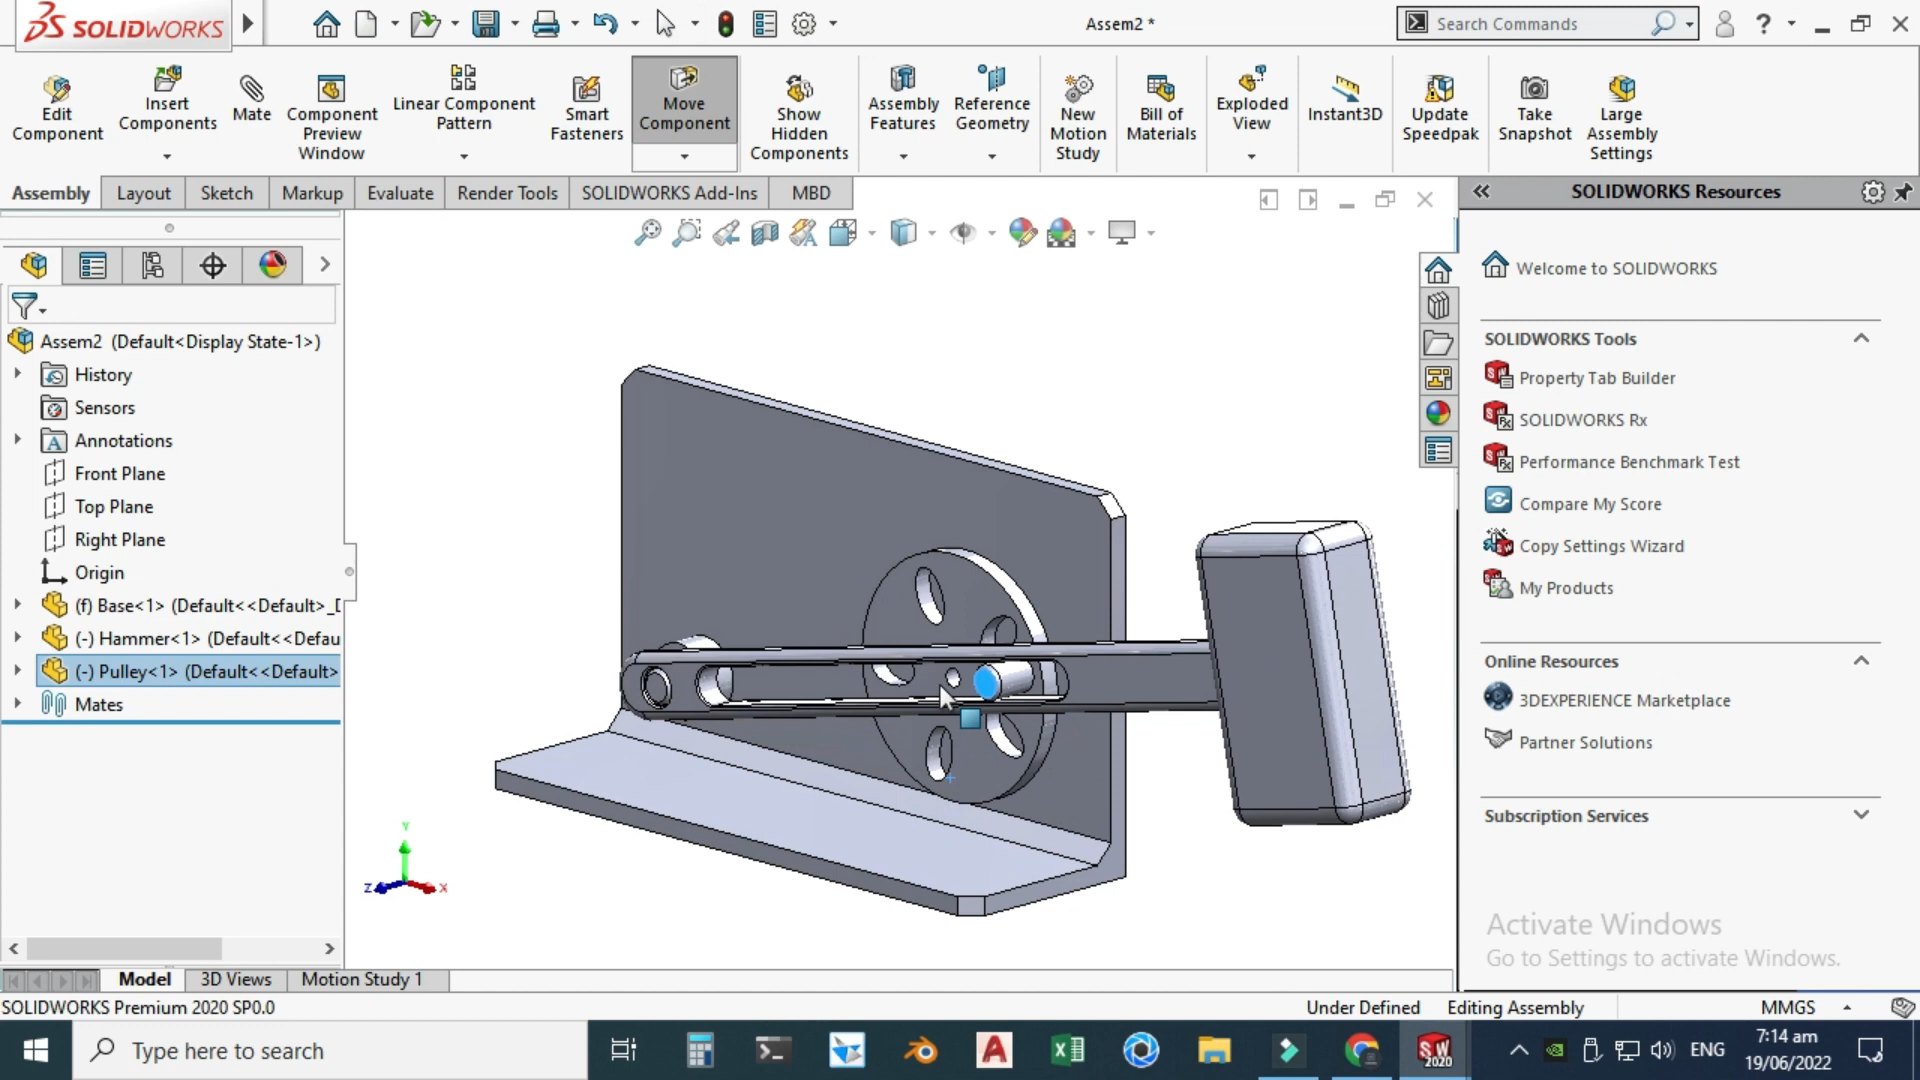 SOLIDWORKS
Assem2 *
Search Commands
?
Edit Component
Insert Components
Mate
Component Preview Window
Linear Component Pattern
Smart Fasteners
Move Component
Show Hidden Components
Assembly Features
Reference Geometry
New Motion Study
Bill of Materials
Exploded View
Instant3D
Update Speedpak
Take Snapshot
Large Assembly Settings
Assembly
Layout
Sketch
Markup
Evaluate
Render Tools
SOLIDWORKS Add-Ins
MBD
SOLIDWORKS Resources
Welcome to SOLIDWORKS
SOLIDWORKS Tools
Property Tab Builder
SOLIDWORKS Rx
Performance Benchmark Test
Compare My Score
Copy Settings Wizard
My Products
Online Resources
3DEXPERIENCE Marketplace
Partner Solutions
Subscription Services
Assem2 (Default<Display State-1>)
History
Sensors
Annotations
Front Plane
Top Plane
Right Plane
Origin
(f) Base<1> (Default<<Default>_D
(-) Hammer<1> (Default<<Defau
(-) Pulley<1> (Default<<Default>
Mates
Y
Z
X
Activate Windows
Go to Settings to activate Windows.
Model
3D Views
Motion Study 1
SOLIDWORKS Premium 2020 SP0.0
Under Defined
Editing Assembly
MMGS
Type here to search
SW 2020
ENG
7:14 am
19/06/2022